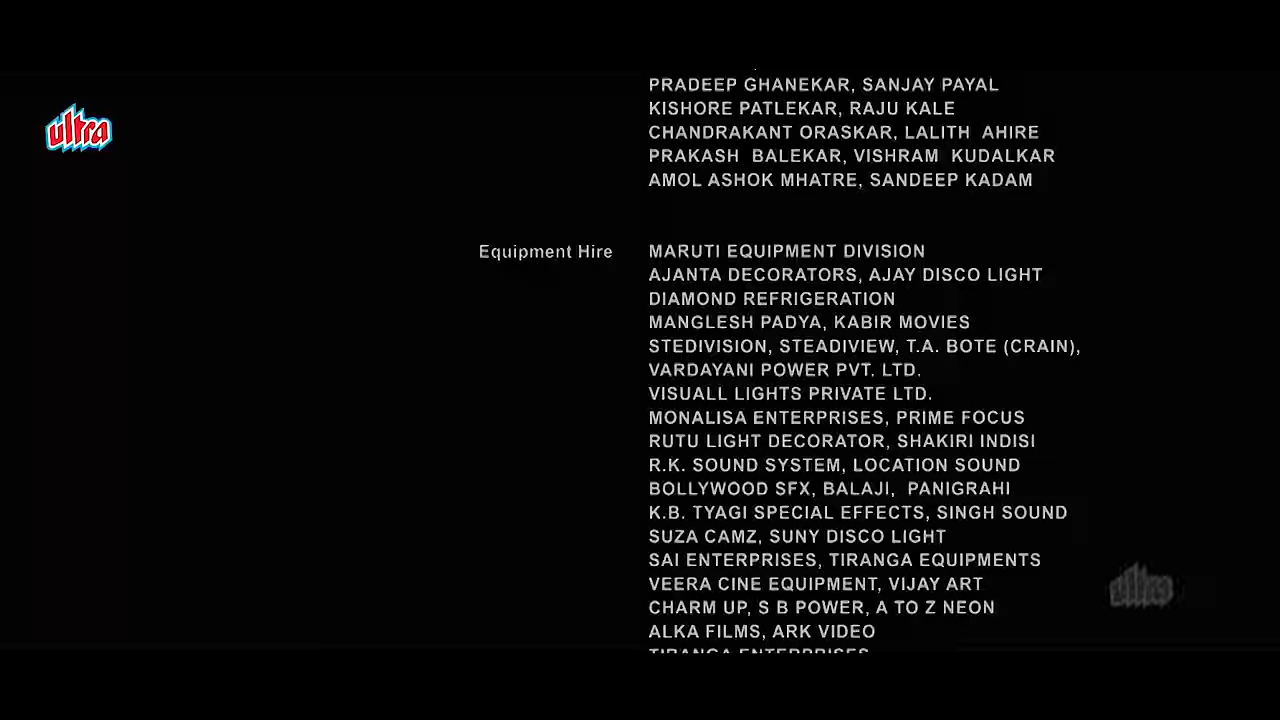 ultra
PRADEEP GHANEKAR, SANJAY PAYAL
KISHORE PATLEKAR, RAJU KALE
CHANDRAKANT ORASKAR, LALITH AHIRE
PRAKASH BALEKAR, VISHRAM KUDALKAR
AMOL ASHOK MHATRE, SANDEEP KADAM
Equipment Hire MARUTI EQUIPMENT DIVISION
AJANTA DECORATORS, AJAY DISCO LIGHT
DIAMOND REFRIGERATION
MANGLESH PADYA, KABIR MOVIES
STEDIVISION, STEADIVIEW, T.A. BOTE (CRAIN),
VARDAYANI POWER PVT. LTD.
VISUALL LIGHTS PRIVATE LTD.
MONALISA ENTERPRISES, PRIME FOCUS
RUTU LIGHT DECORATOR, SHAKIRI INDISI
R.K. SOUND SYSTEM, LOCATION SOUND
BOLLYWOOD SFX, BALAJI, PANIGRAHI
K.B. TYAGI SPECIAL EFFECTS, SINGH SOUND
SUZA CAMZ, SUNY DISCO LIGHT
SAI ENTERPRISES, TIRANGA EQUIPMENTS
VEERA CINE EQUIPMENT, VIJAY ART
ultra
CHARM UP, S B POWER, A TO Z NEON
ALKA FILMS, ARK VIDEO
TIRANGA ENTERPRISES